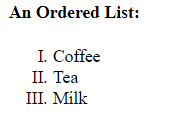 An Ordered List:
I. Coffee
II. Tea
III. Milk